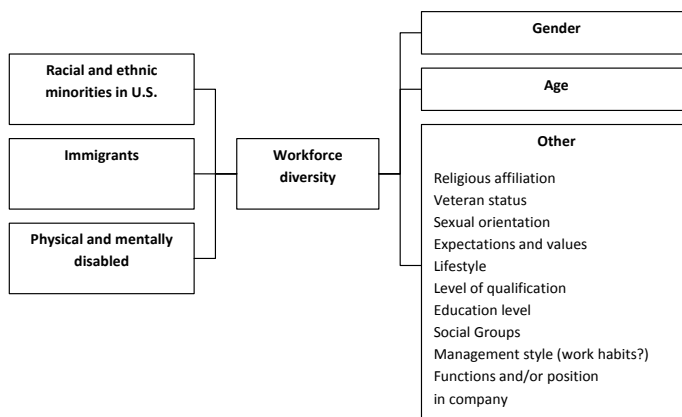 Racial and ethnic
minorities in U.S.
Immigrants
Physical and mentally
disabled
Workforce
diversity
Gender
Age
Other
Religious affiliation
Veteran status
Sexual orientation
Expectations and values
Lifestyle
Level of qualification
Education level
Social Groups
Management style (work habits?)
Functions and/or position
in company